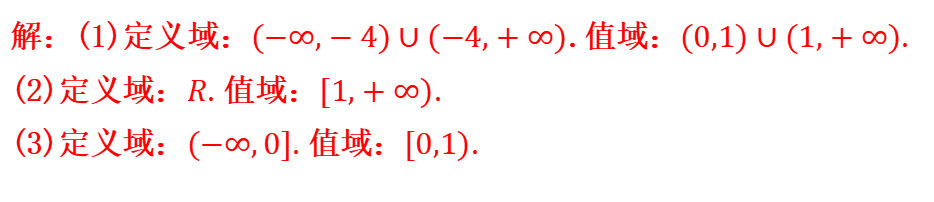 解：(1)定义域：(−∞, − 4) ∪ (−4, + ∞). 值域：(0,1) ∪ (1, + ∞).
(2)定义域：R. 值域：[1, + ∞).
(3)定义域：(−∞, 0]. 值域：[0,1).